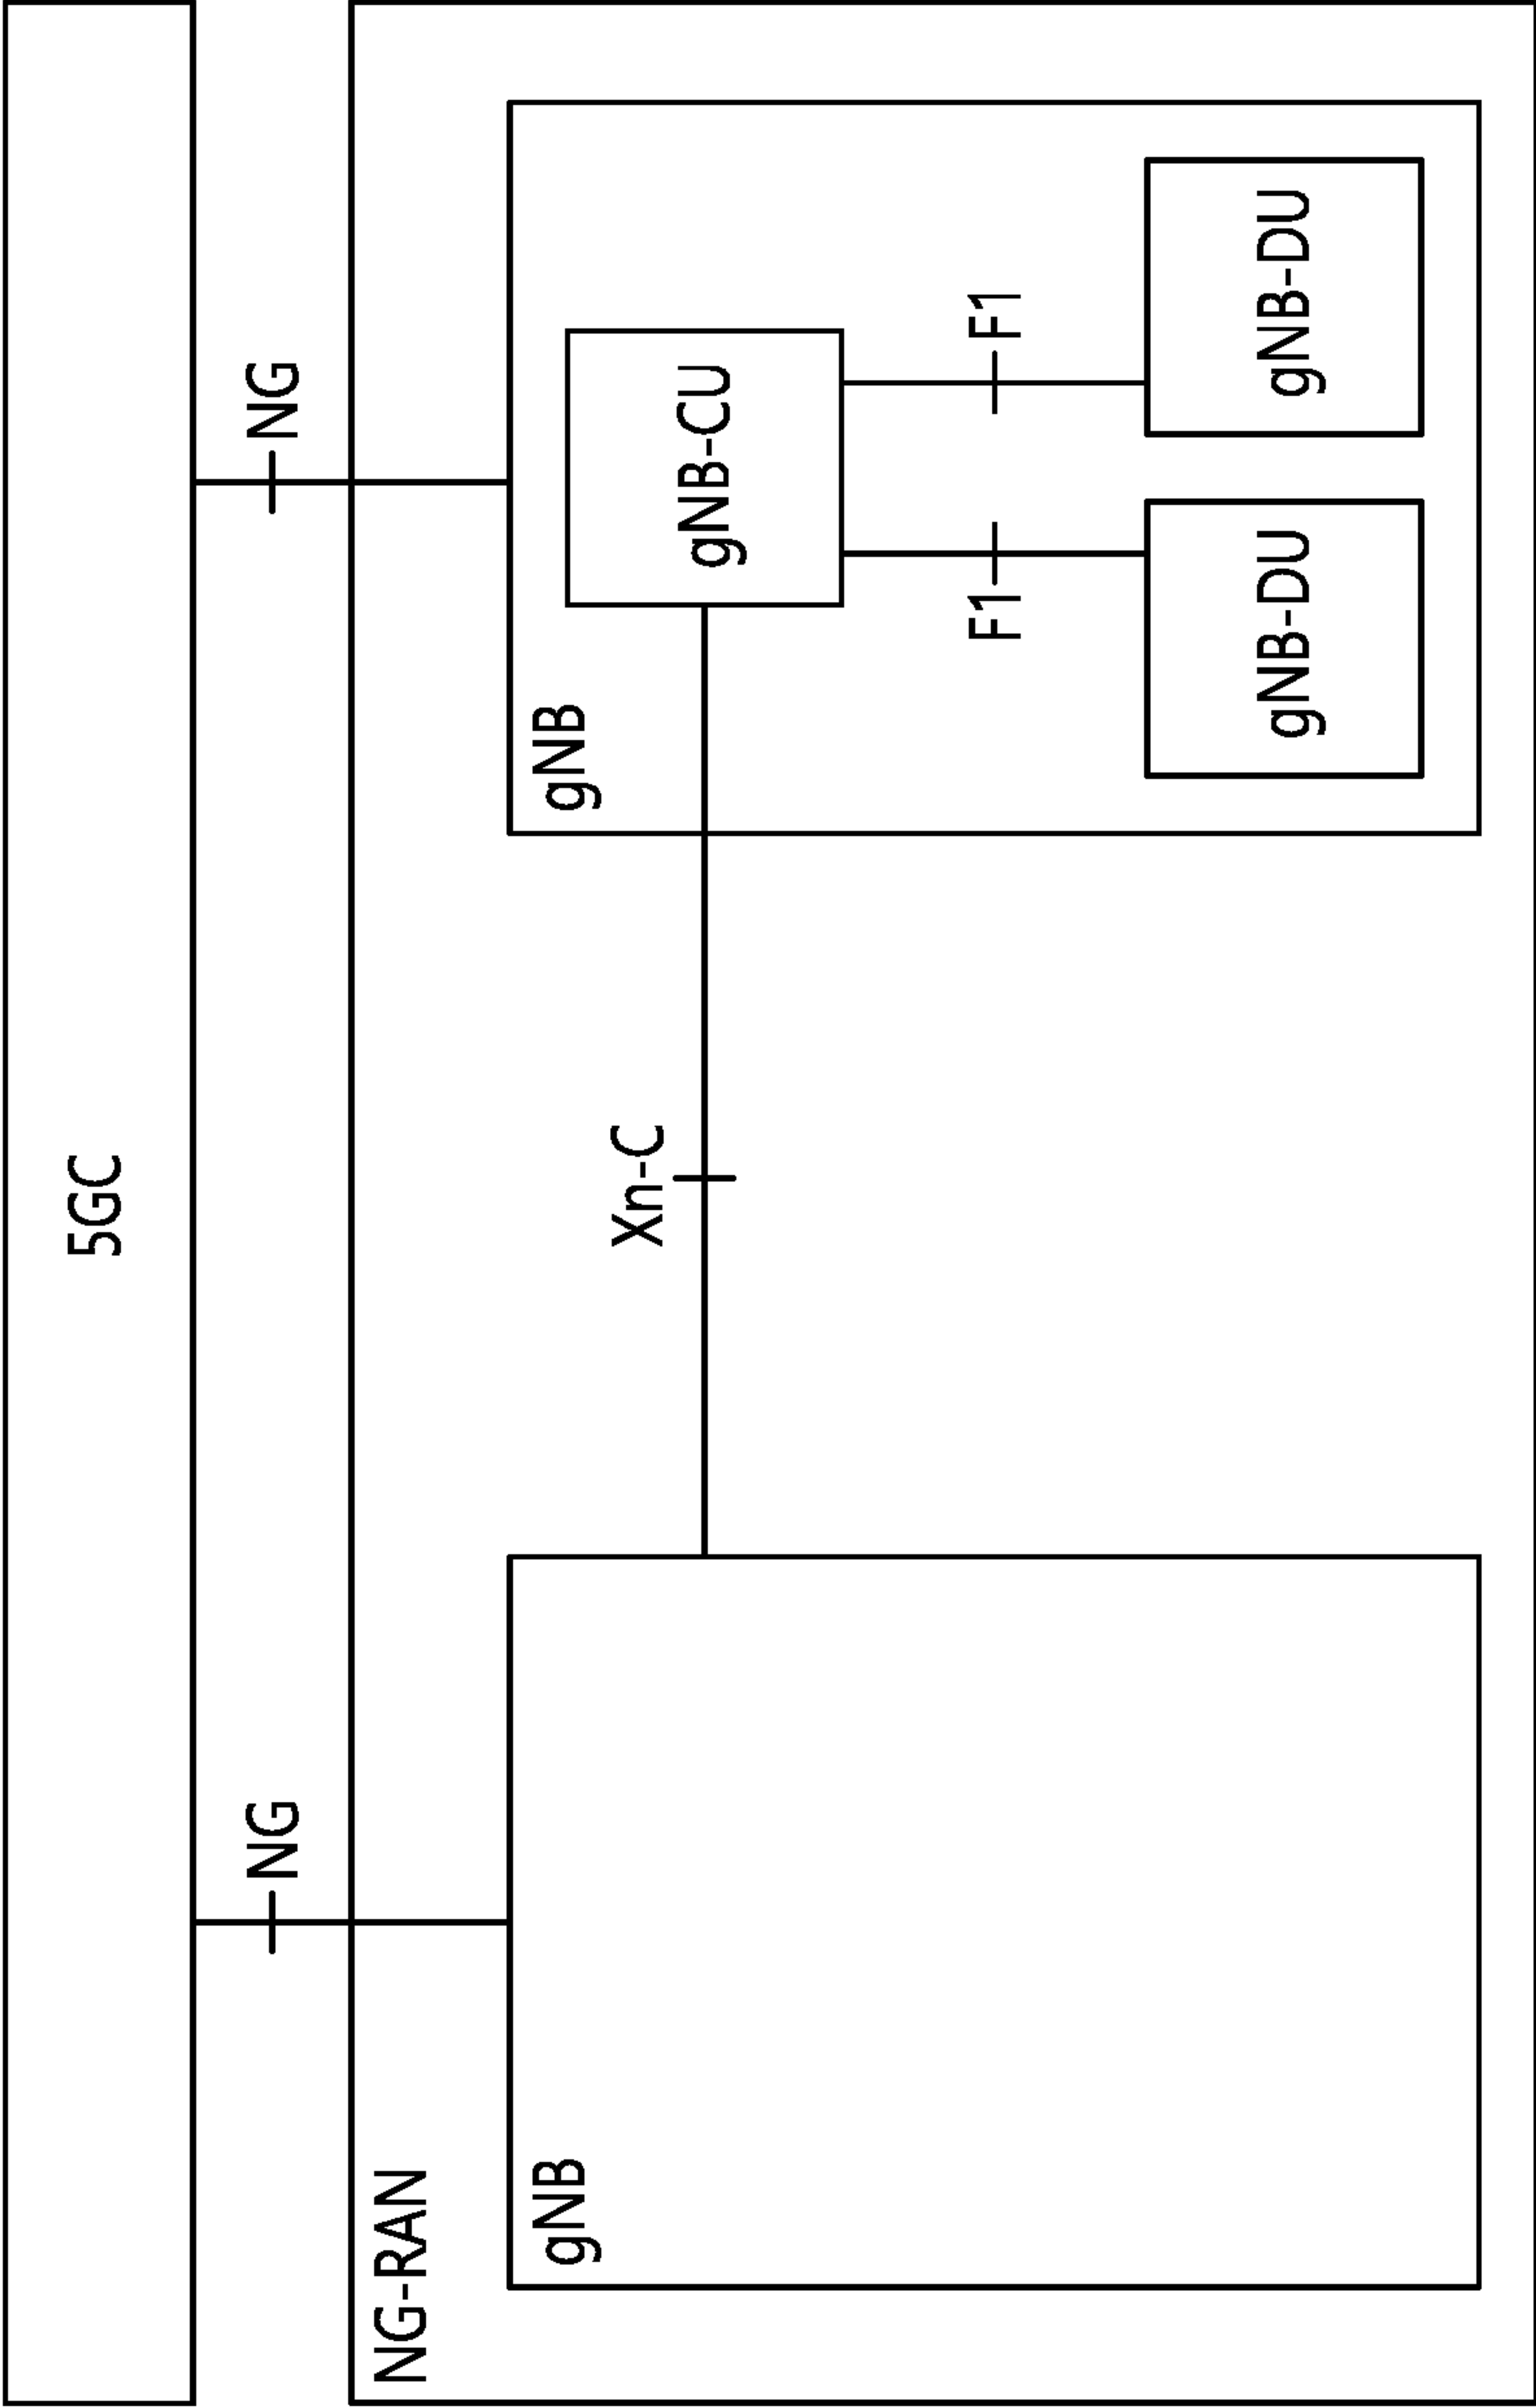 5GC
NG
NG
NG-RAN
gNB
gNB
Xn-C
gNB-CU
F1
F1
gNB-DU
gNB-DU